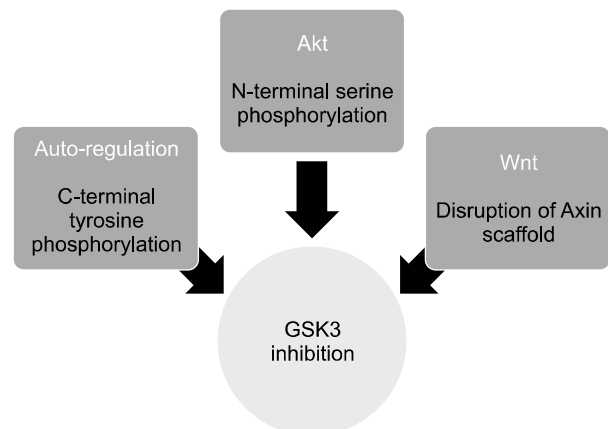 Auto-regulation
C-terminal
tyrosine
phosphorylation
Akt
N-terminal serine
phosphorylation
Wnt
Disruption of Axin
scaffold
GSK3
inhibition